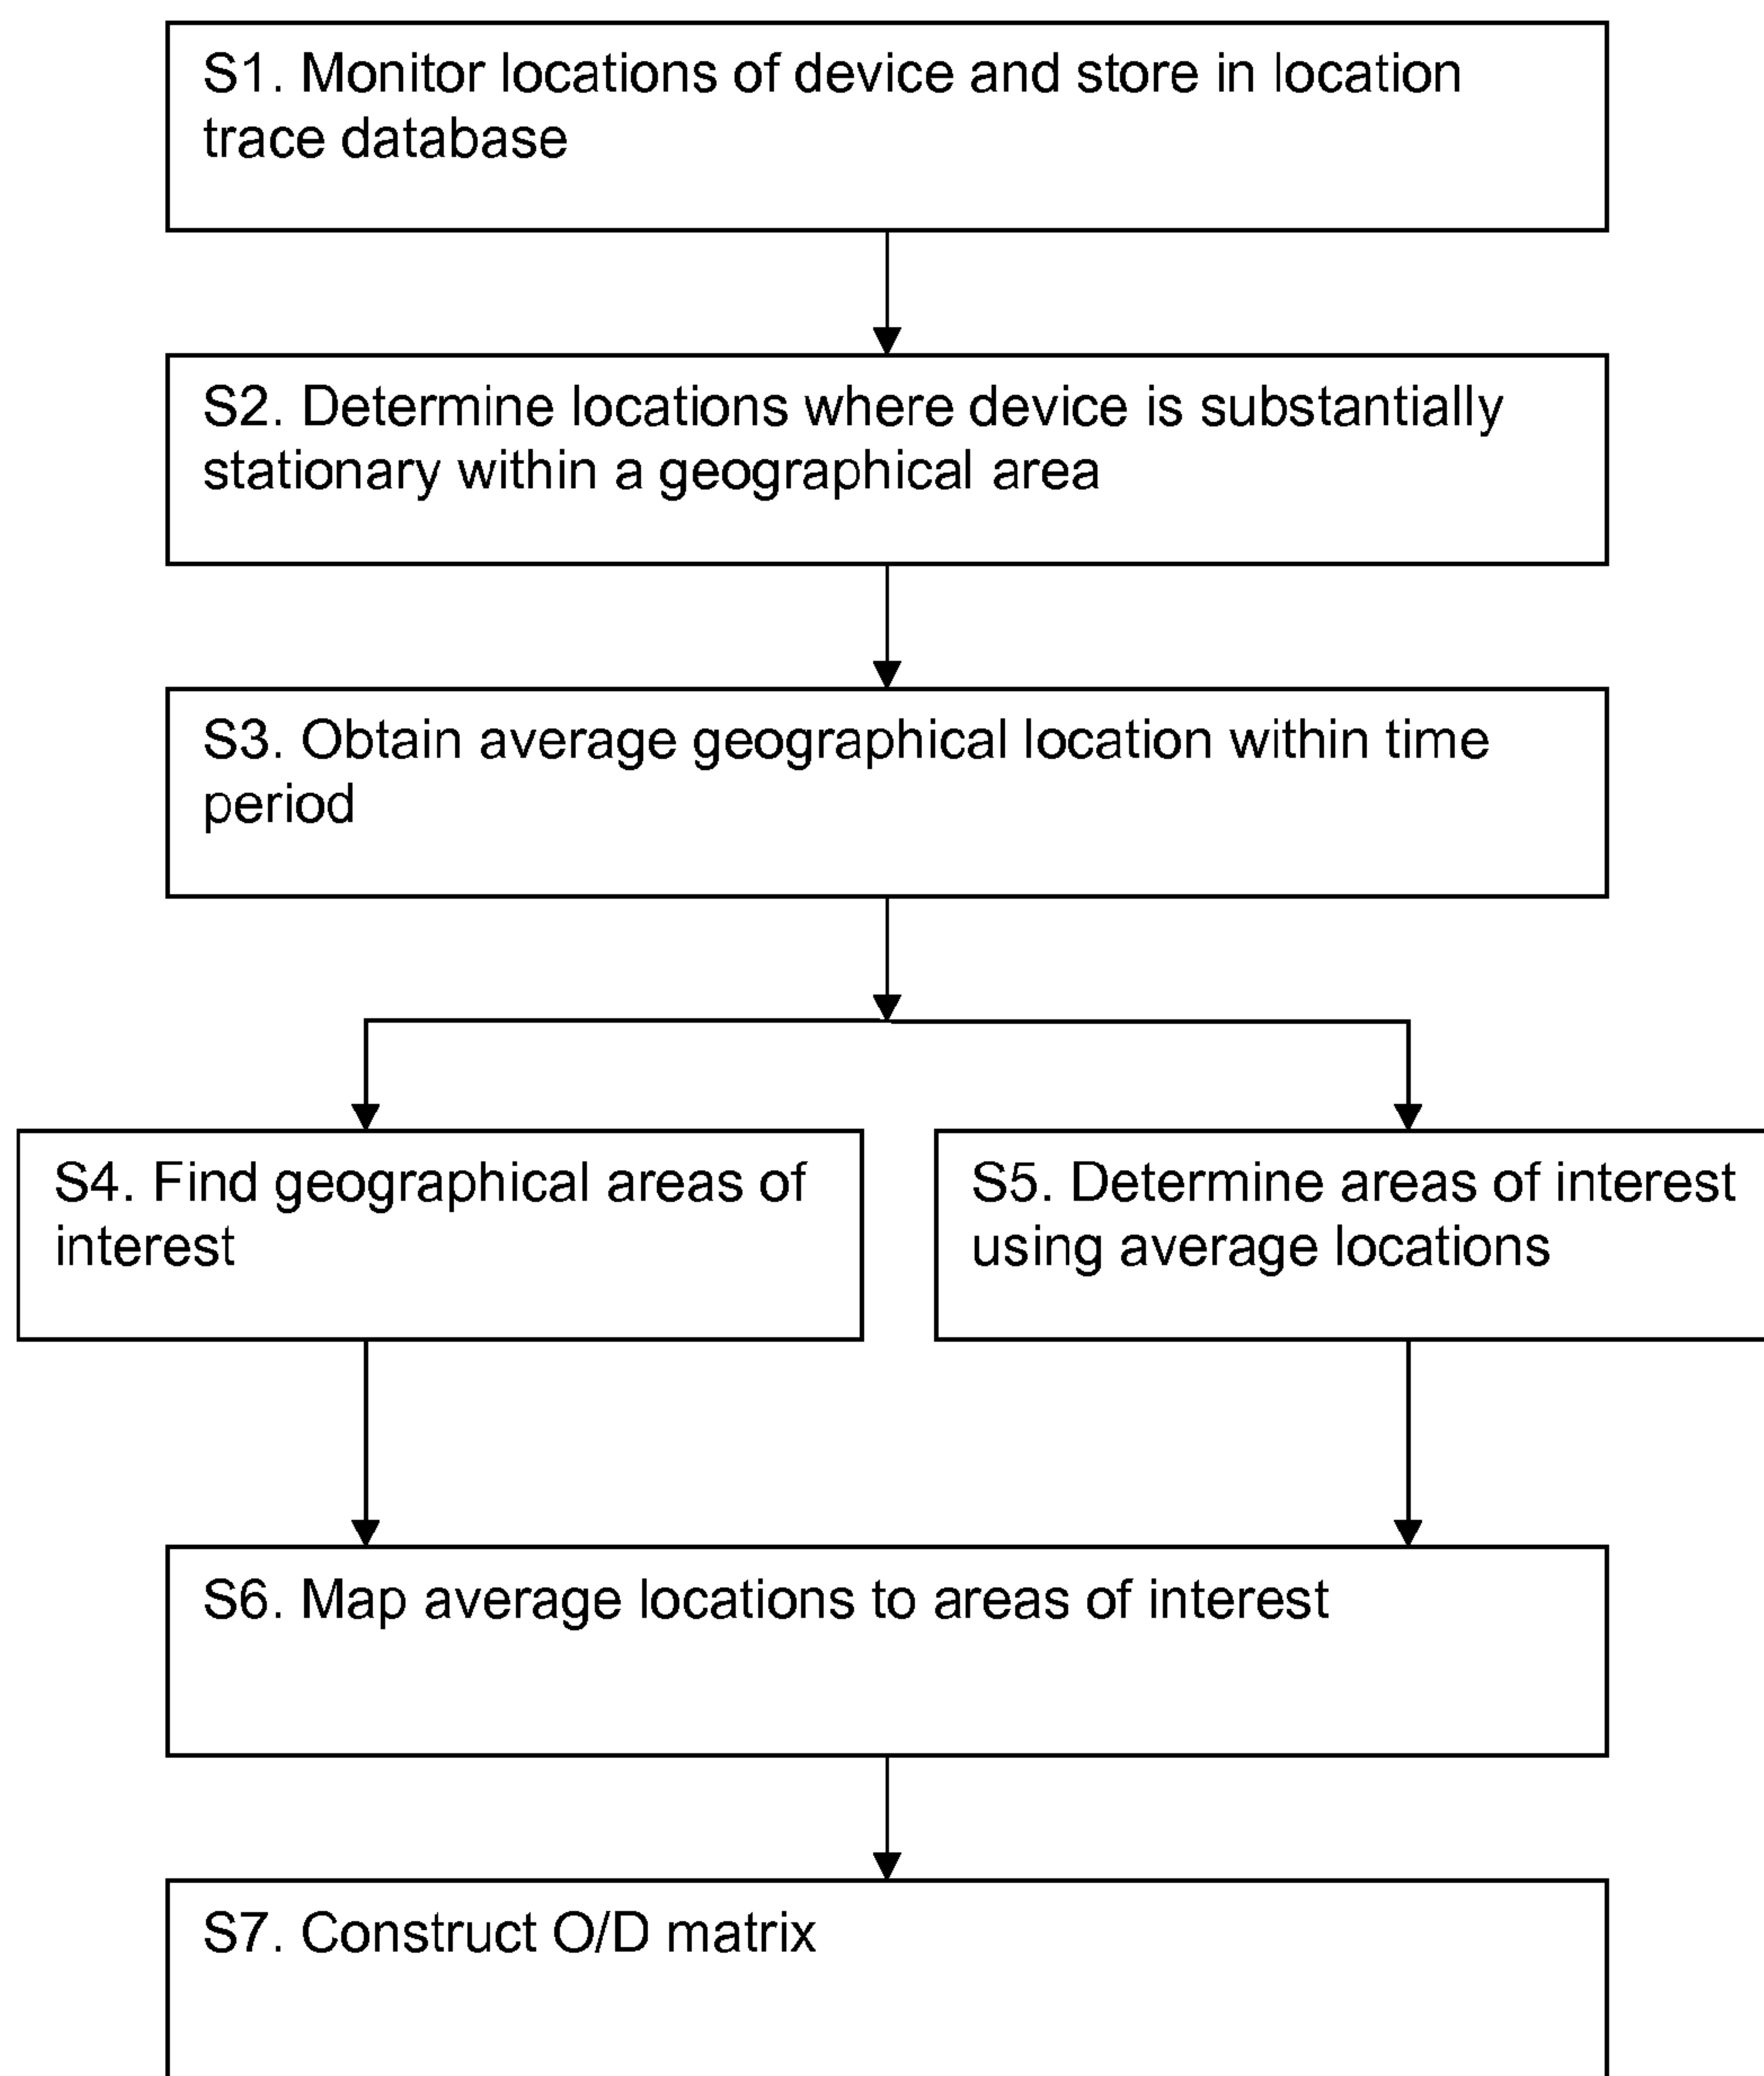 S1. Monitor locations of device and store in location
trace database
S2. Determine locations where device is substantially
stationary within a geographical area
S3. Obtain average geographical location within time
period
S4. Find geographical areas of
interest
S5. Determine areas of interest
using average locations
S6. Map average locations to areas of interest
S7. Construct O/D matrix